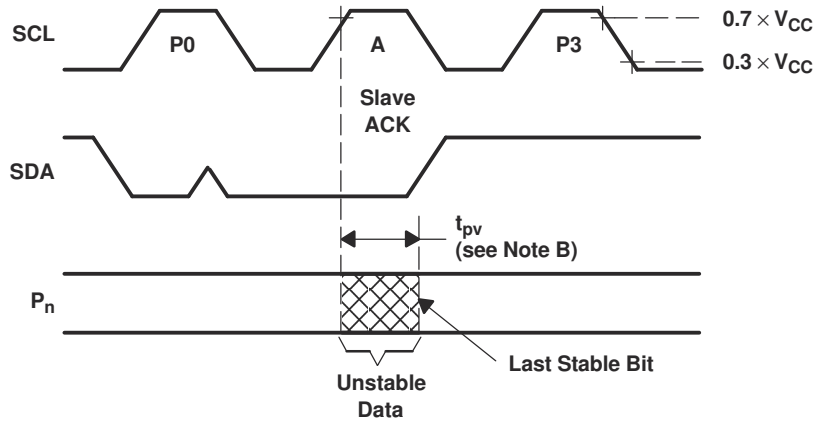 SCL
P0
A
P3
0.7 × VCC
0.3 × VCC
Slave
ACK
SDA
tpv
(see Note B)
Pn
Last Stable Bit
Unstable
Data